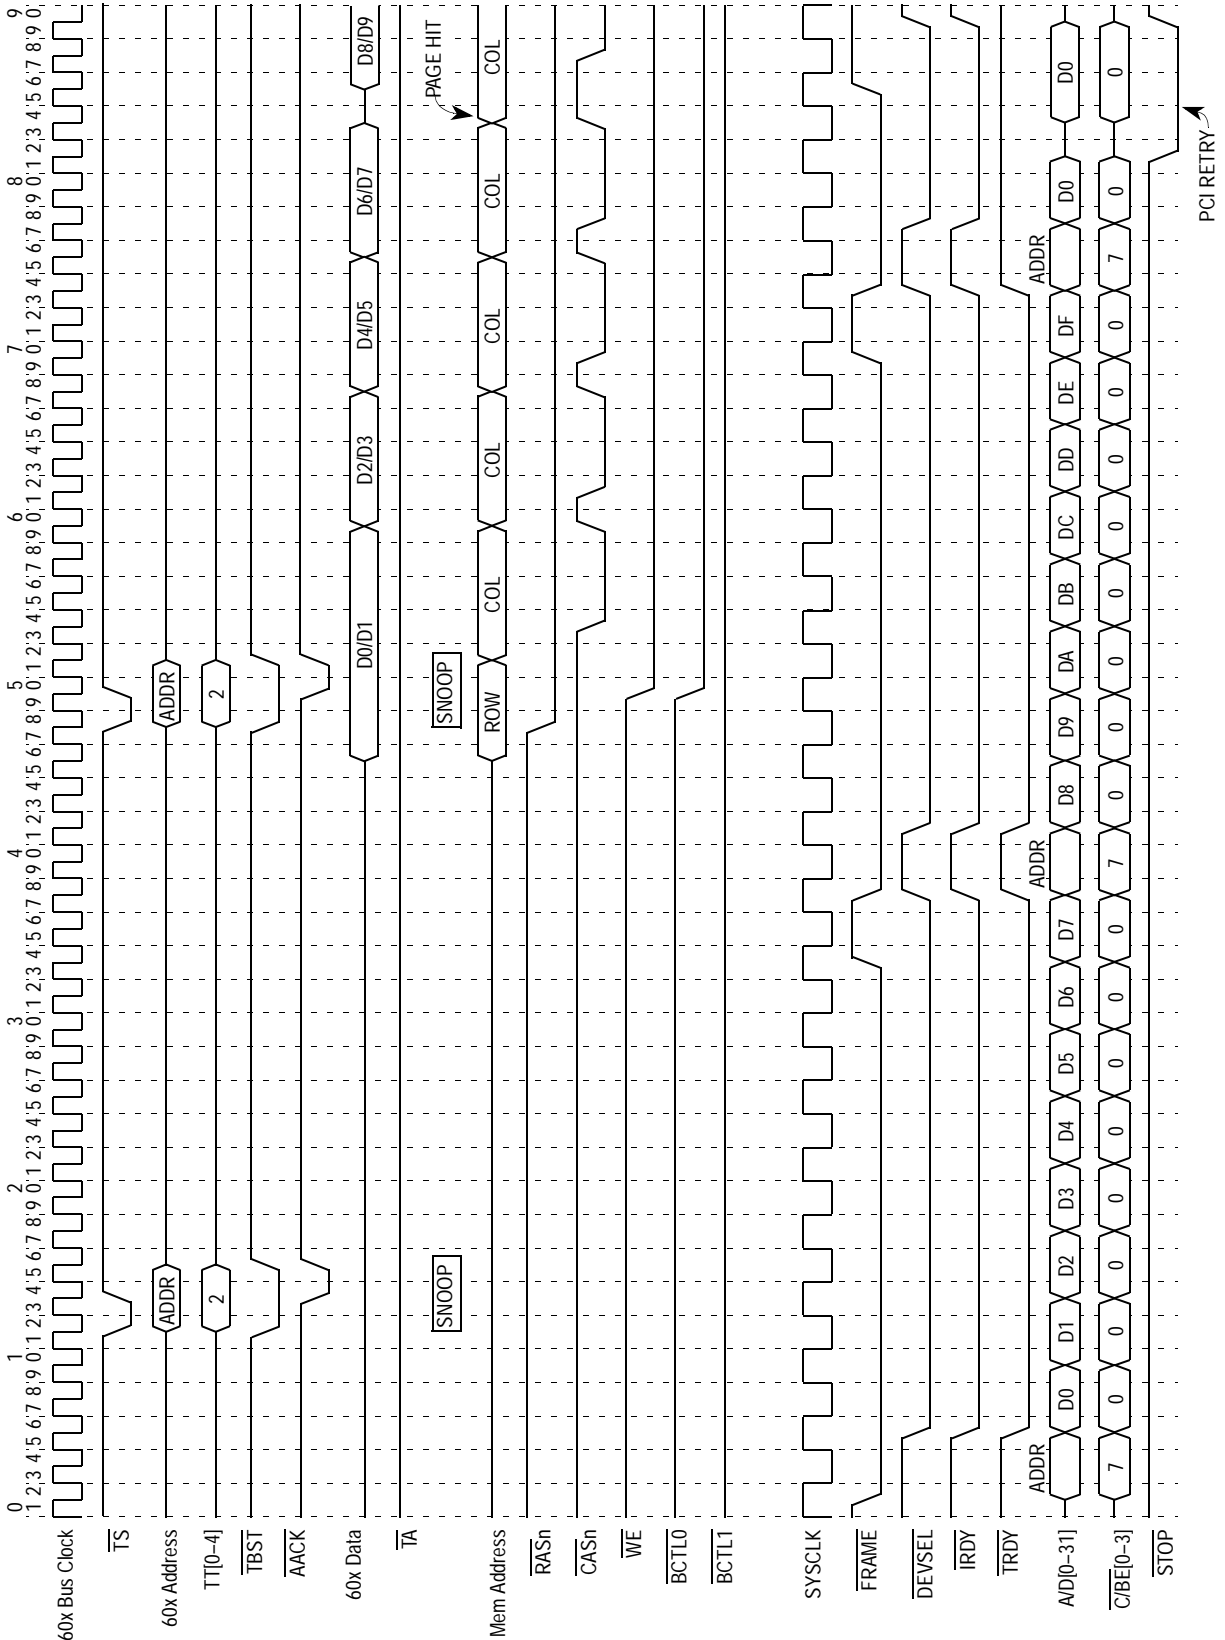 0 1 2 3 4 5 6 7 8 9
1 2 3 4 5 6 7 8 9 0 1 2 3 4 5 6 7 8 9 0 1 2 3 4 5 6 7 8 9 0 1 2 3 4 5 6 7 8 9 0 1 2 3 4 5 6 7 8 9 0 1 2 3 4 5 6 7 8 9 0 1 2 3 4 5 6 7 8 9 0 1 2 3 4 5 6 7 8 9 0 1 2 3 4 5 6 7 8 9 0
60x Bus Clock
TS
60x Address ADDR ADDR
TT[0–4] 2 2
TBST
AACK
60x Data D0/D1 D2/D3 D4/D5 D6/D7 D8/D9
TA
PAGE HIT
SNOOP SNOOP
Mem Address ROW COL COL COL COL COL
RASn
CASn
WE
BCTL0
BCTL1
SYSCLK
FRAME
DEVSEL
IRDY
TRDY
ADDR ADDR ADDR
A/D[0–31] D0 D1 D2 D3 D4 D5 D6 D7 D8 D9 DA DB DC DD DE DF D0 D0
C/BE[0–3] 7 0 0 0 0 0 0 0 0 7 0 0 0 0 0 0 0 0 7 0 0
STOP
PCI RETRY